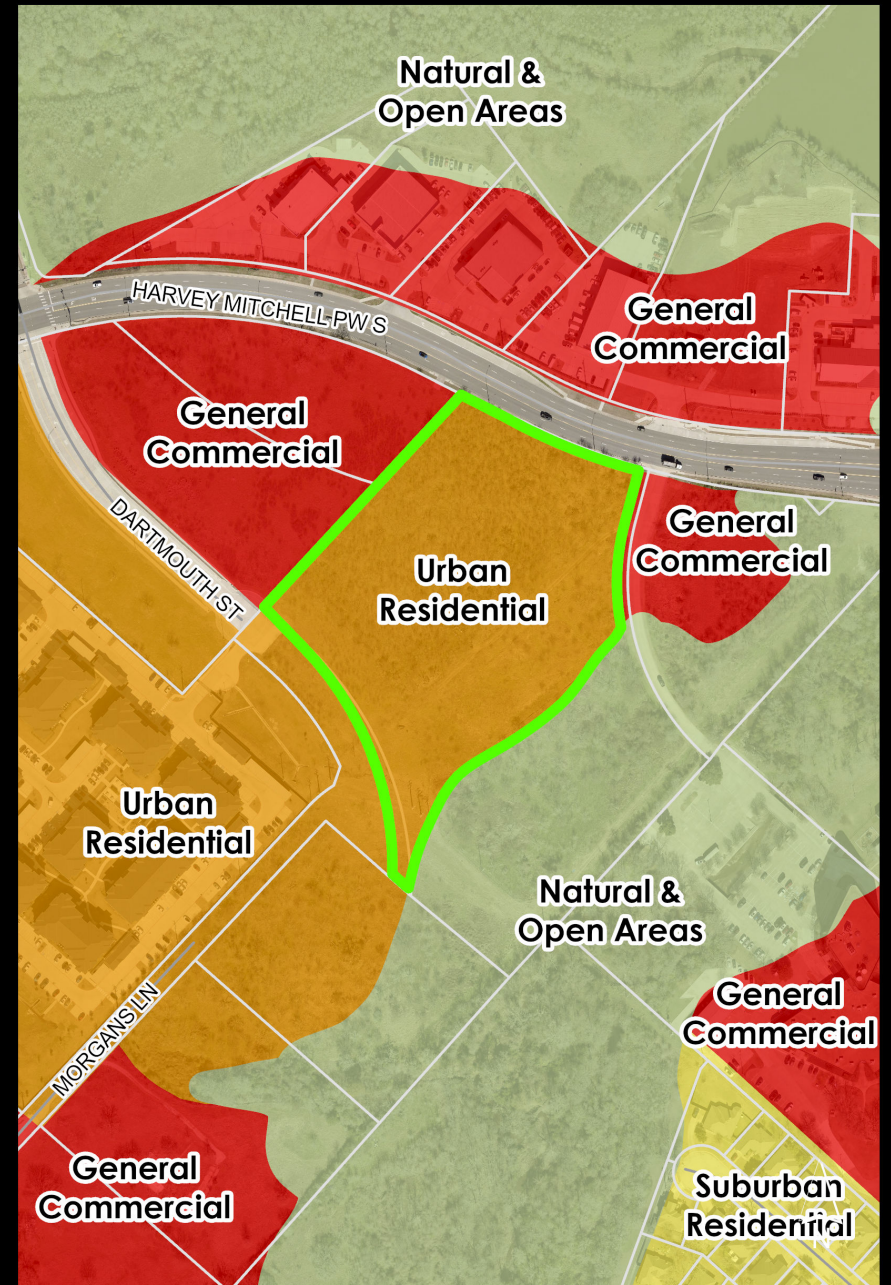 Natural &
Open Areas
HARVEY MITCHELL PW S
General
Commercial
General
Commercial
DARTMOUTH ST
General
Commercial
Urban
Residential
Urban
Residential
Natural &
Open Areas
General
Commercial
MORGANS LN
General
Commercial
Suburban
Residential